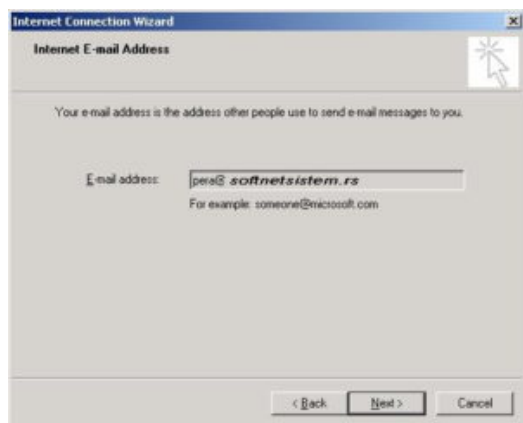 Internet Connection Wizard
Internet E-mail Address
Your e-mail address is the address other people use to send e-mail messages to you.
E-mail address: pera@ softnetsistem.rs
For example: someone@microsoft.com
< Back Next > Cancel